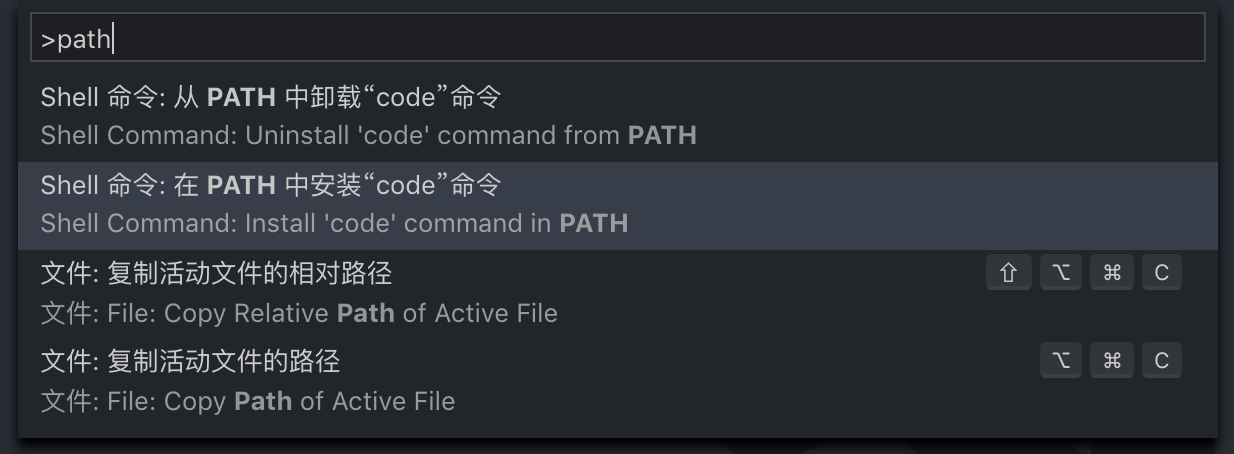 >path
Shell 命令: 从 PATH 中卸载“code”命令
Shell Command: Uninstall 'code' command from PATH
Shell 命令: 在 PATH 中安装“code”命令
Shell Command: Install 'code' command in PATH
文件: 复制活动文件的相对路径 ⇧ ⌥ ⌘ C
文件: File: Copy Relative Path of Active File
文件: 复制活动文件的路径 ⌥ ⌘ C
文件: File: Copy Path of Active File